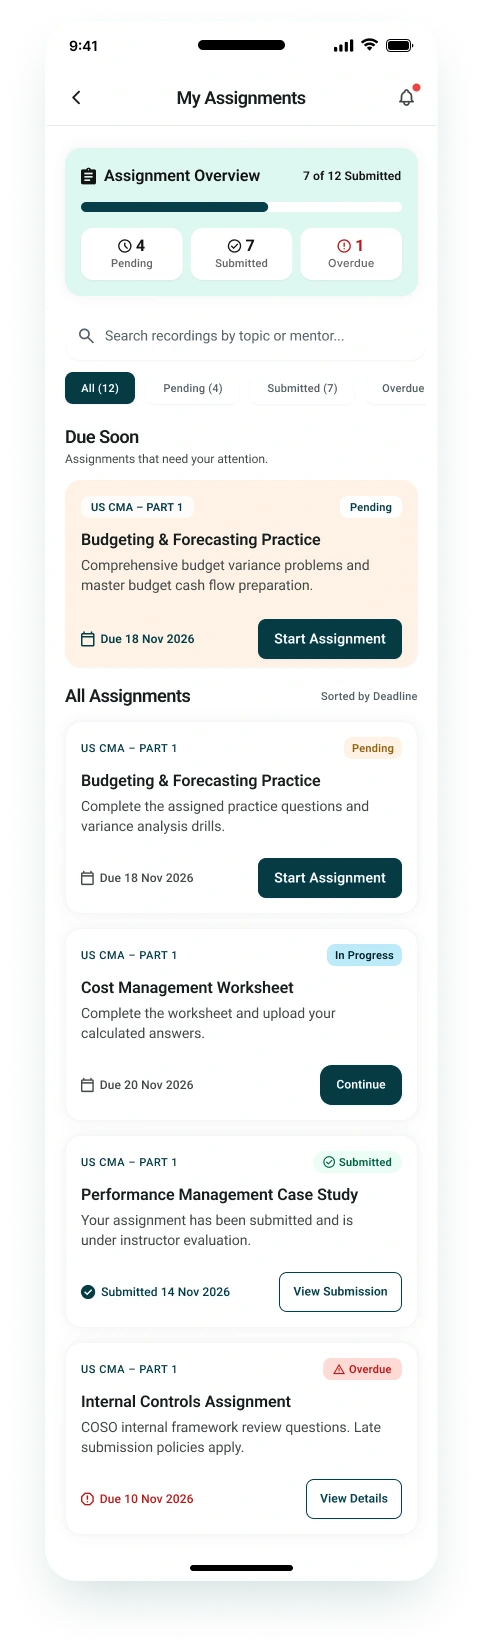 9:41
My Assignments
Assignment Overview
7 of 12 Submitted
4
Pending
7
Submitted
1
Overdue
Search recordings by topic or mentor...
All (12)
Pending (4)
Submitted (7)
Overdue
Due Soon
Assignments that need your attention.
US CMA – PART 1
Pending
Budgeting & Forecasting Practice
Comprehensive budget variance problems and
master budget cash flow preparation.
Due 18 Nov 2026
Start Assignment
All Assignments
Sorted by Deadline
US CMA – PART 1
Pending
Budgeting & Forecasting Practice
Complete the assigned practice questions and
variance analysis drills.
Due 18 Nov 2026
Start Assignment
US CMA – PART 1
In Progress
Cost Management Worksheet
Complete the worksheet and upload your
calculated answers.
Due 20 Nov 2026
Continue
US CMA – PART 1
Submitted
Performance Management Case Study
Your assignment has been submitted and is
under instructor evaluation.
Submitted 14 Nov 2026
View Submission
US CMA – PART 1
Overdue
Internal Controls Assignment
COSO internal framework review questions. Late
submission policies apply.
Due 10 Nov 2026
View Details